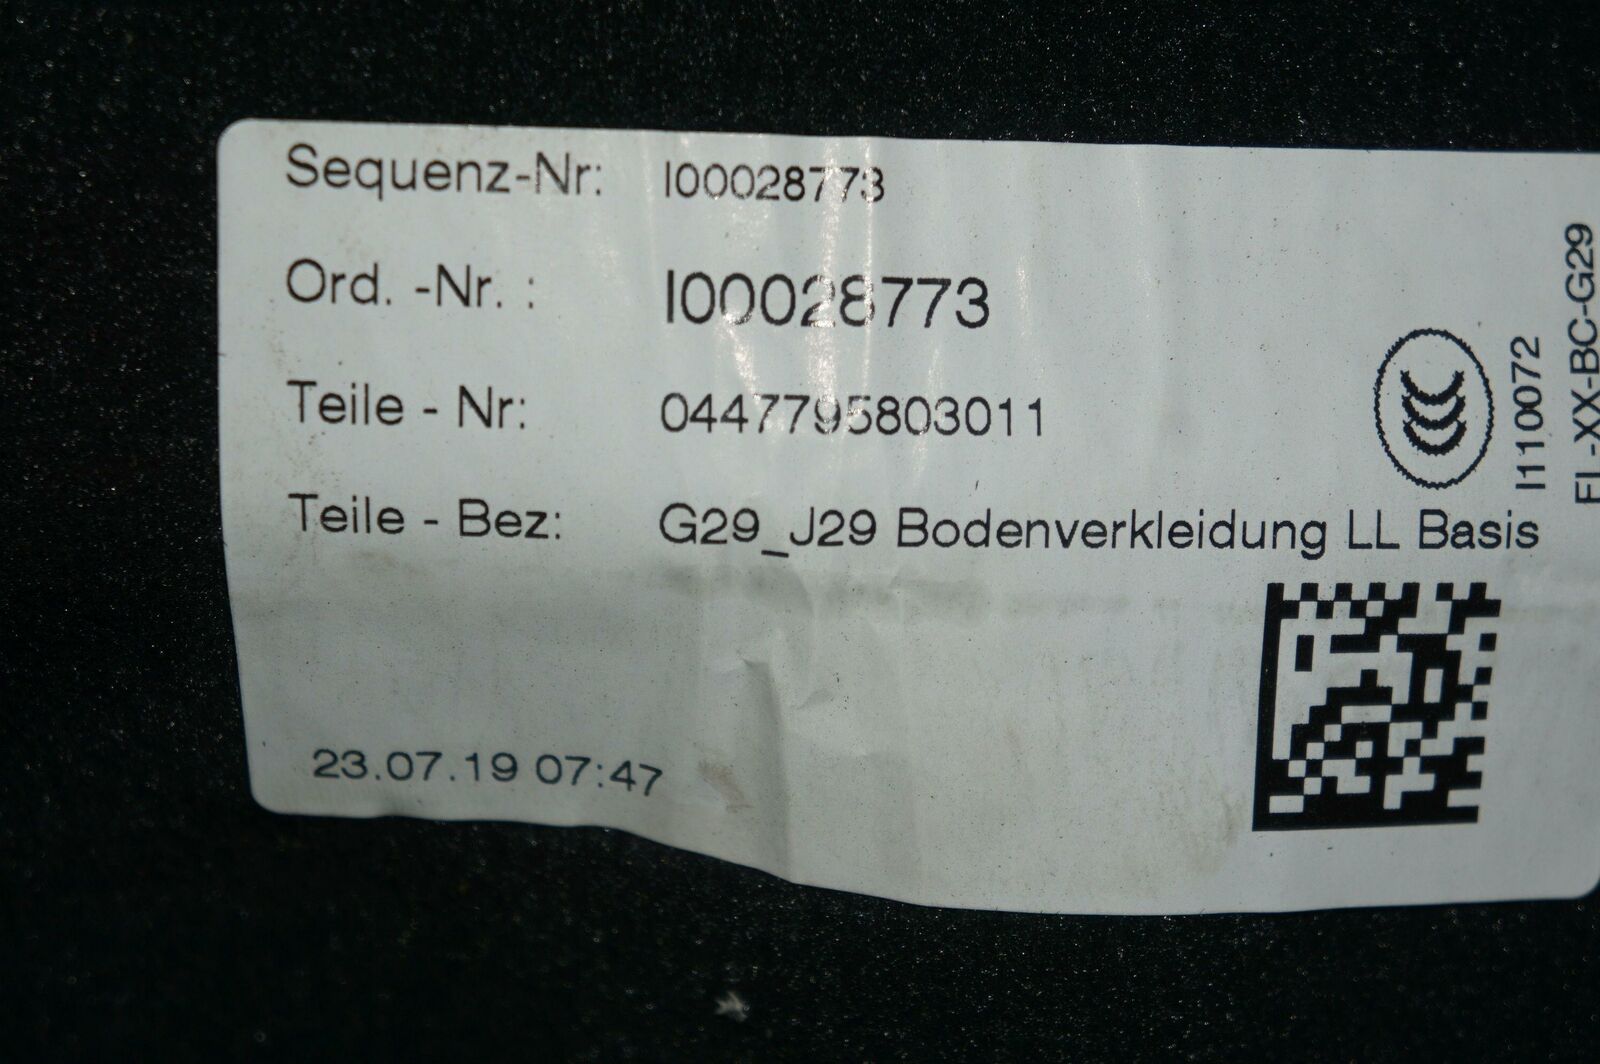 Sequenz-Nr: I00028773
Ord. -Nr. : I00028773
Teile - Nr: 0447795803011
Teile - Bez: G29_J29 Bodenverkleidung LL Basis
23.07.19 07:47
I110072
FL-XX-BC-G29